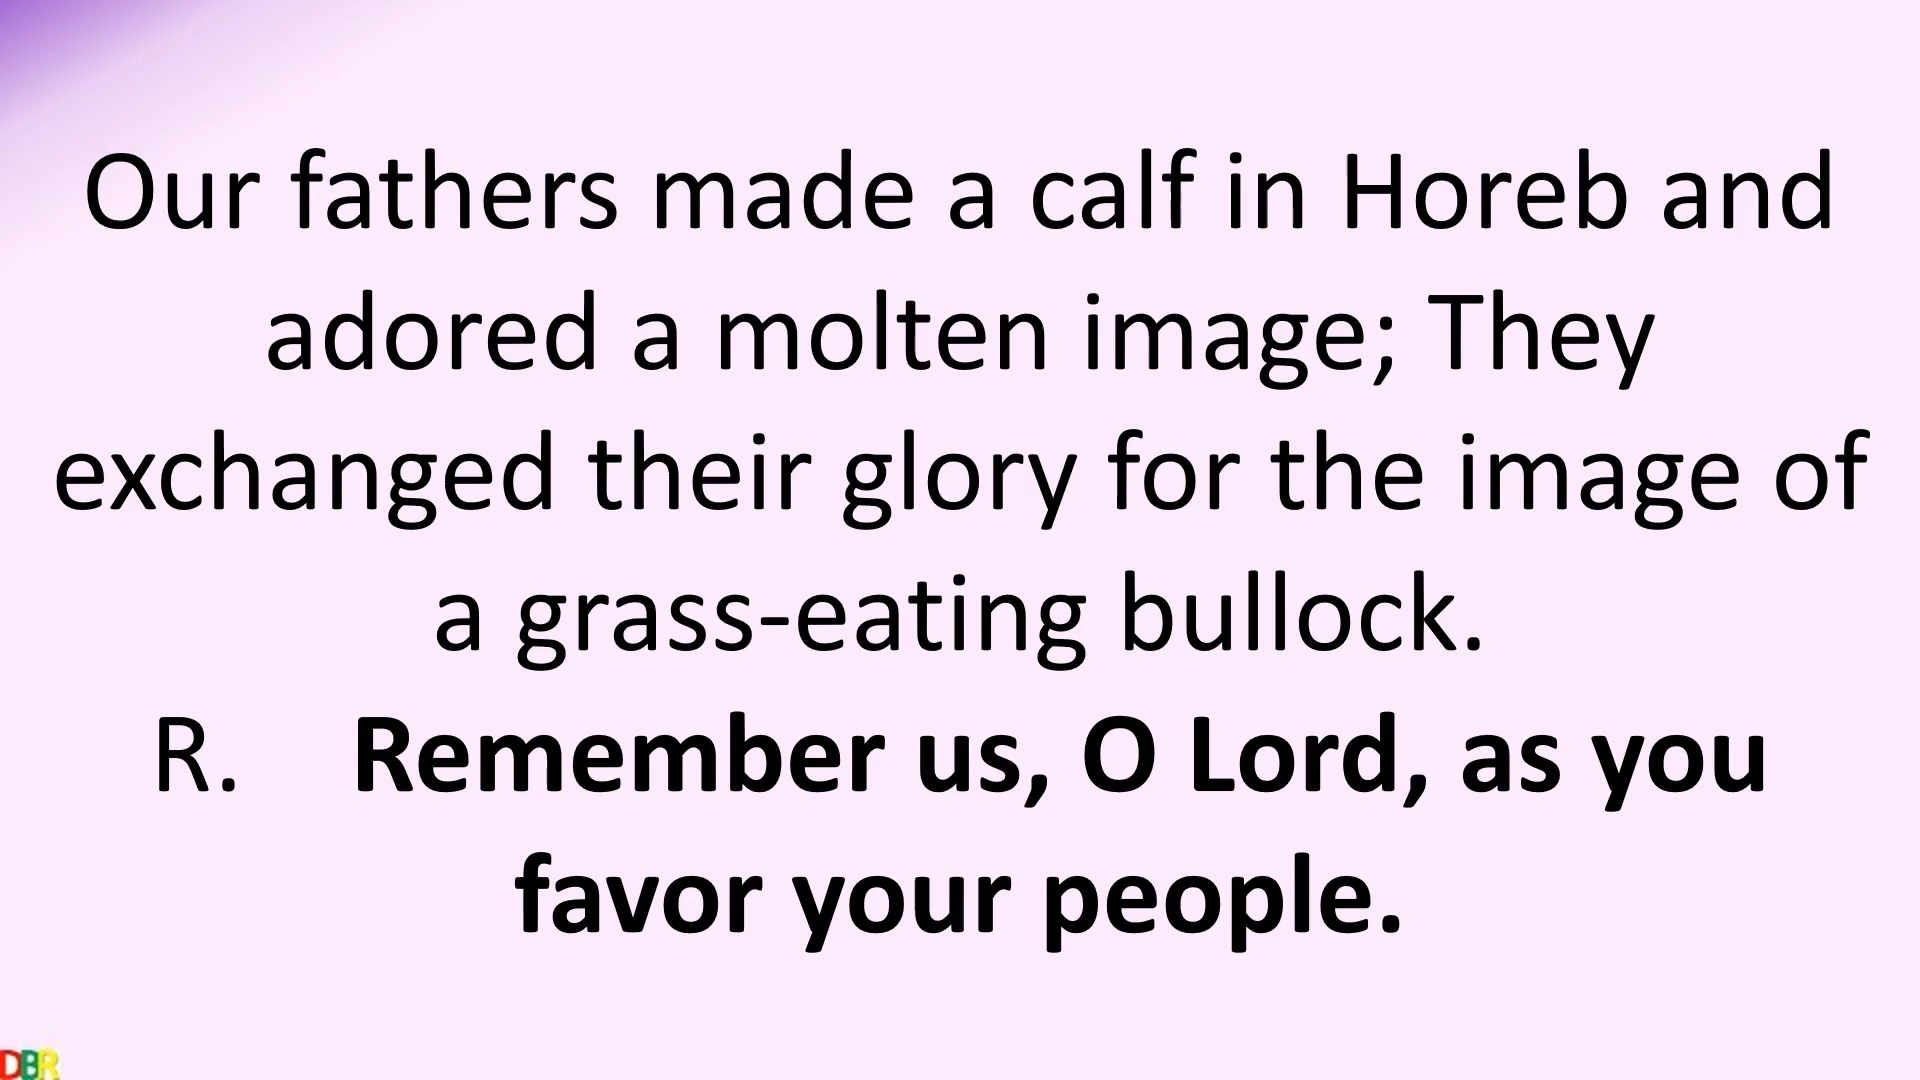 Our fathers made a calf in Horeb and
adored a molten image; They
exchanged their glory for the image of
a grass-eating bullock.
R. Remember us, O Lord, as you
favor your people.
DBR